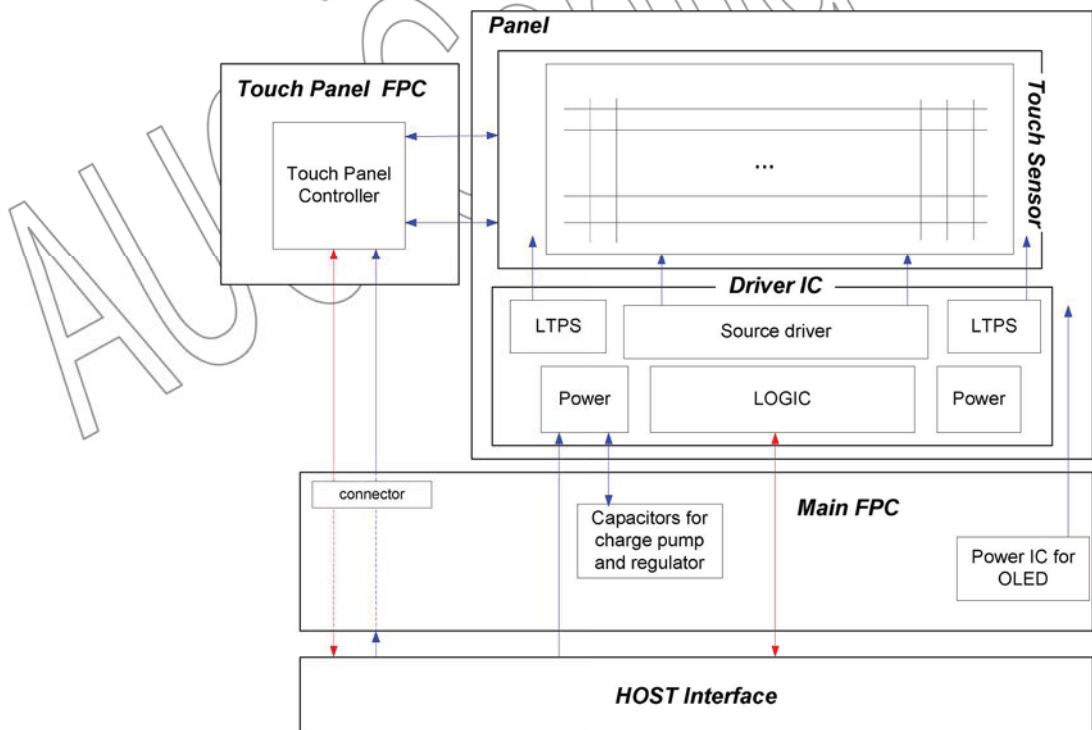 Panel
Touch Panel FPC
Touch Panel
Controller
...
Touch Sensor
Driver IC
LTPS
Source driver
LTPS
Power
LOGIC
Power
connector
Main FPC
Capacitors for
charge pump
and regulator
Power IC for
OLED
HOST Interface